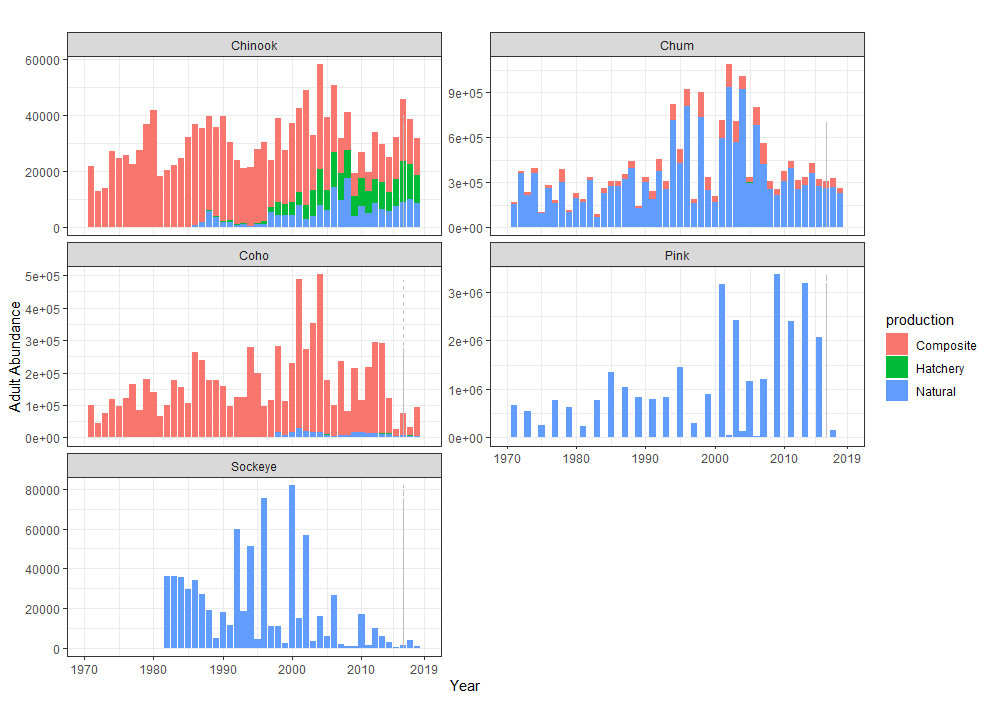 Chinook
Chum
60000
40000
20000
0
9e+05
6e+05
3e+05
0e+00
Coho
Pink
5e+05
4e+05
3e+05
2e+05
1e+05
0e+00
3e+06
2e+06
1e+06
0e+00
1970 1980 1990 2000 2010 2019
Adult Abundance
production
Composite
Hatchery
Natural
Sockeye
80000
60000
40000
20000
0
1970 1980 1990 2000 2010 2019
Year